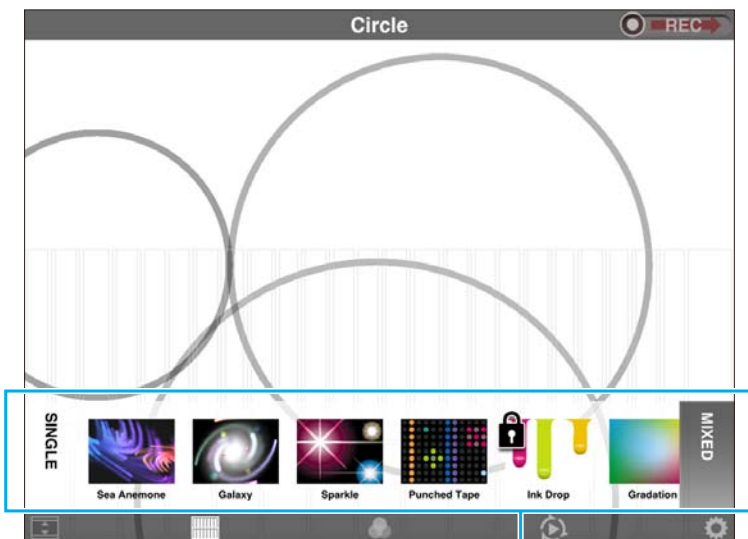 Circle
REC
SINGLE
MIXED
Sea Anemone
Galaxy
Sparkle
Punched Tape
Ink Drop
Gradation